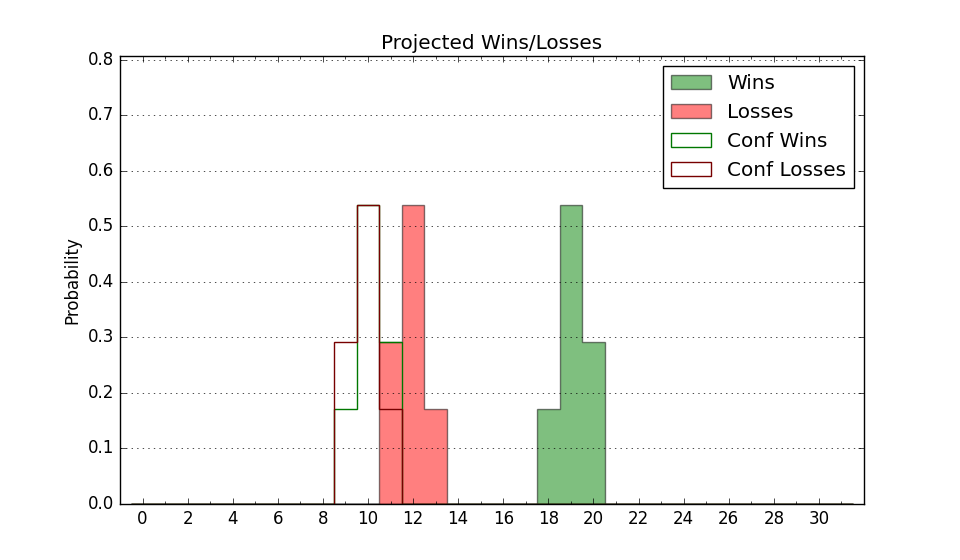 Projected Wins/Losses
0.8
0.7
0.6
0.5
0.4
0.3
0.2
0.1
0.0
Probability
Wins
Losses
Conf Wins
Conf Losses
0 2 4 6 8 10 12 14 16 18 20 22 24 26 28 30